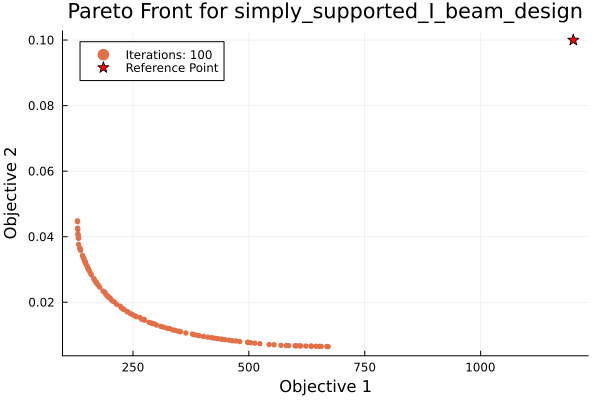 Pareto Front for simply_supported_I_beam_design
Iterations: 100
Reference Point
0.10
0.08
0.06
0.04
0.02
Objective 2
250
500
750
1000
Objective 1